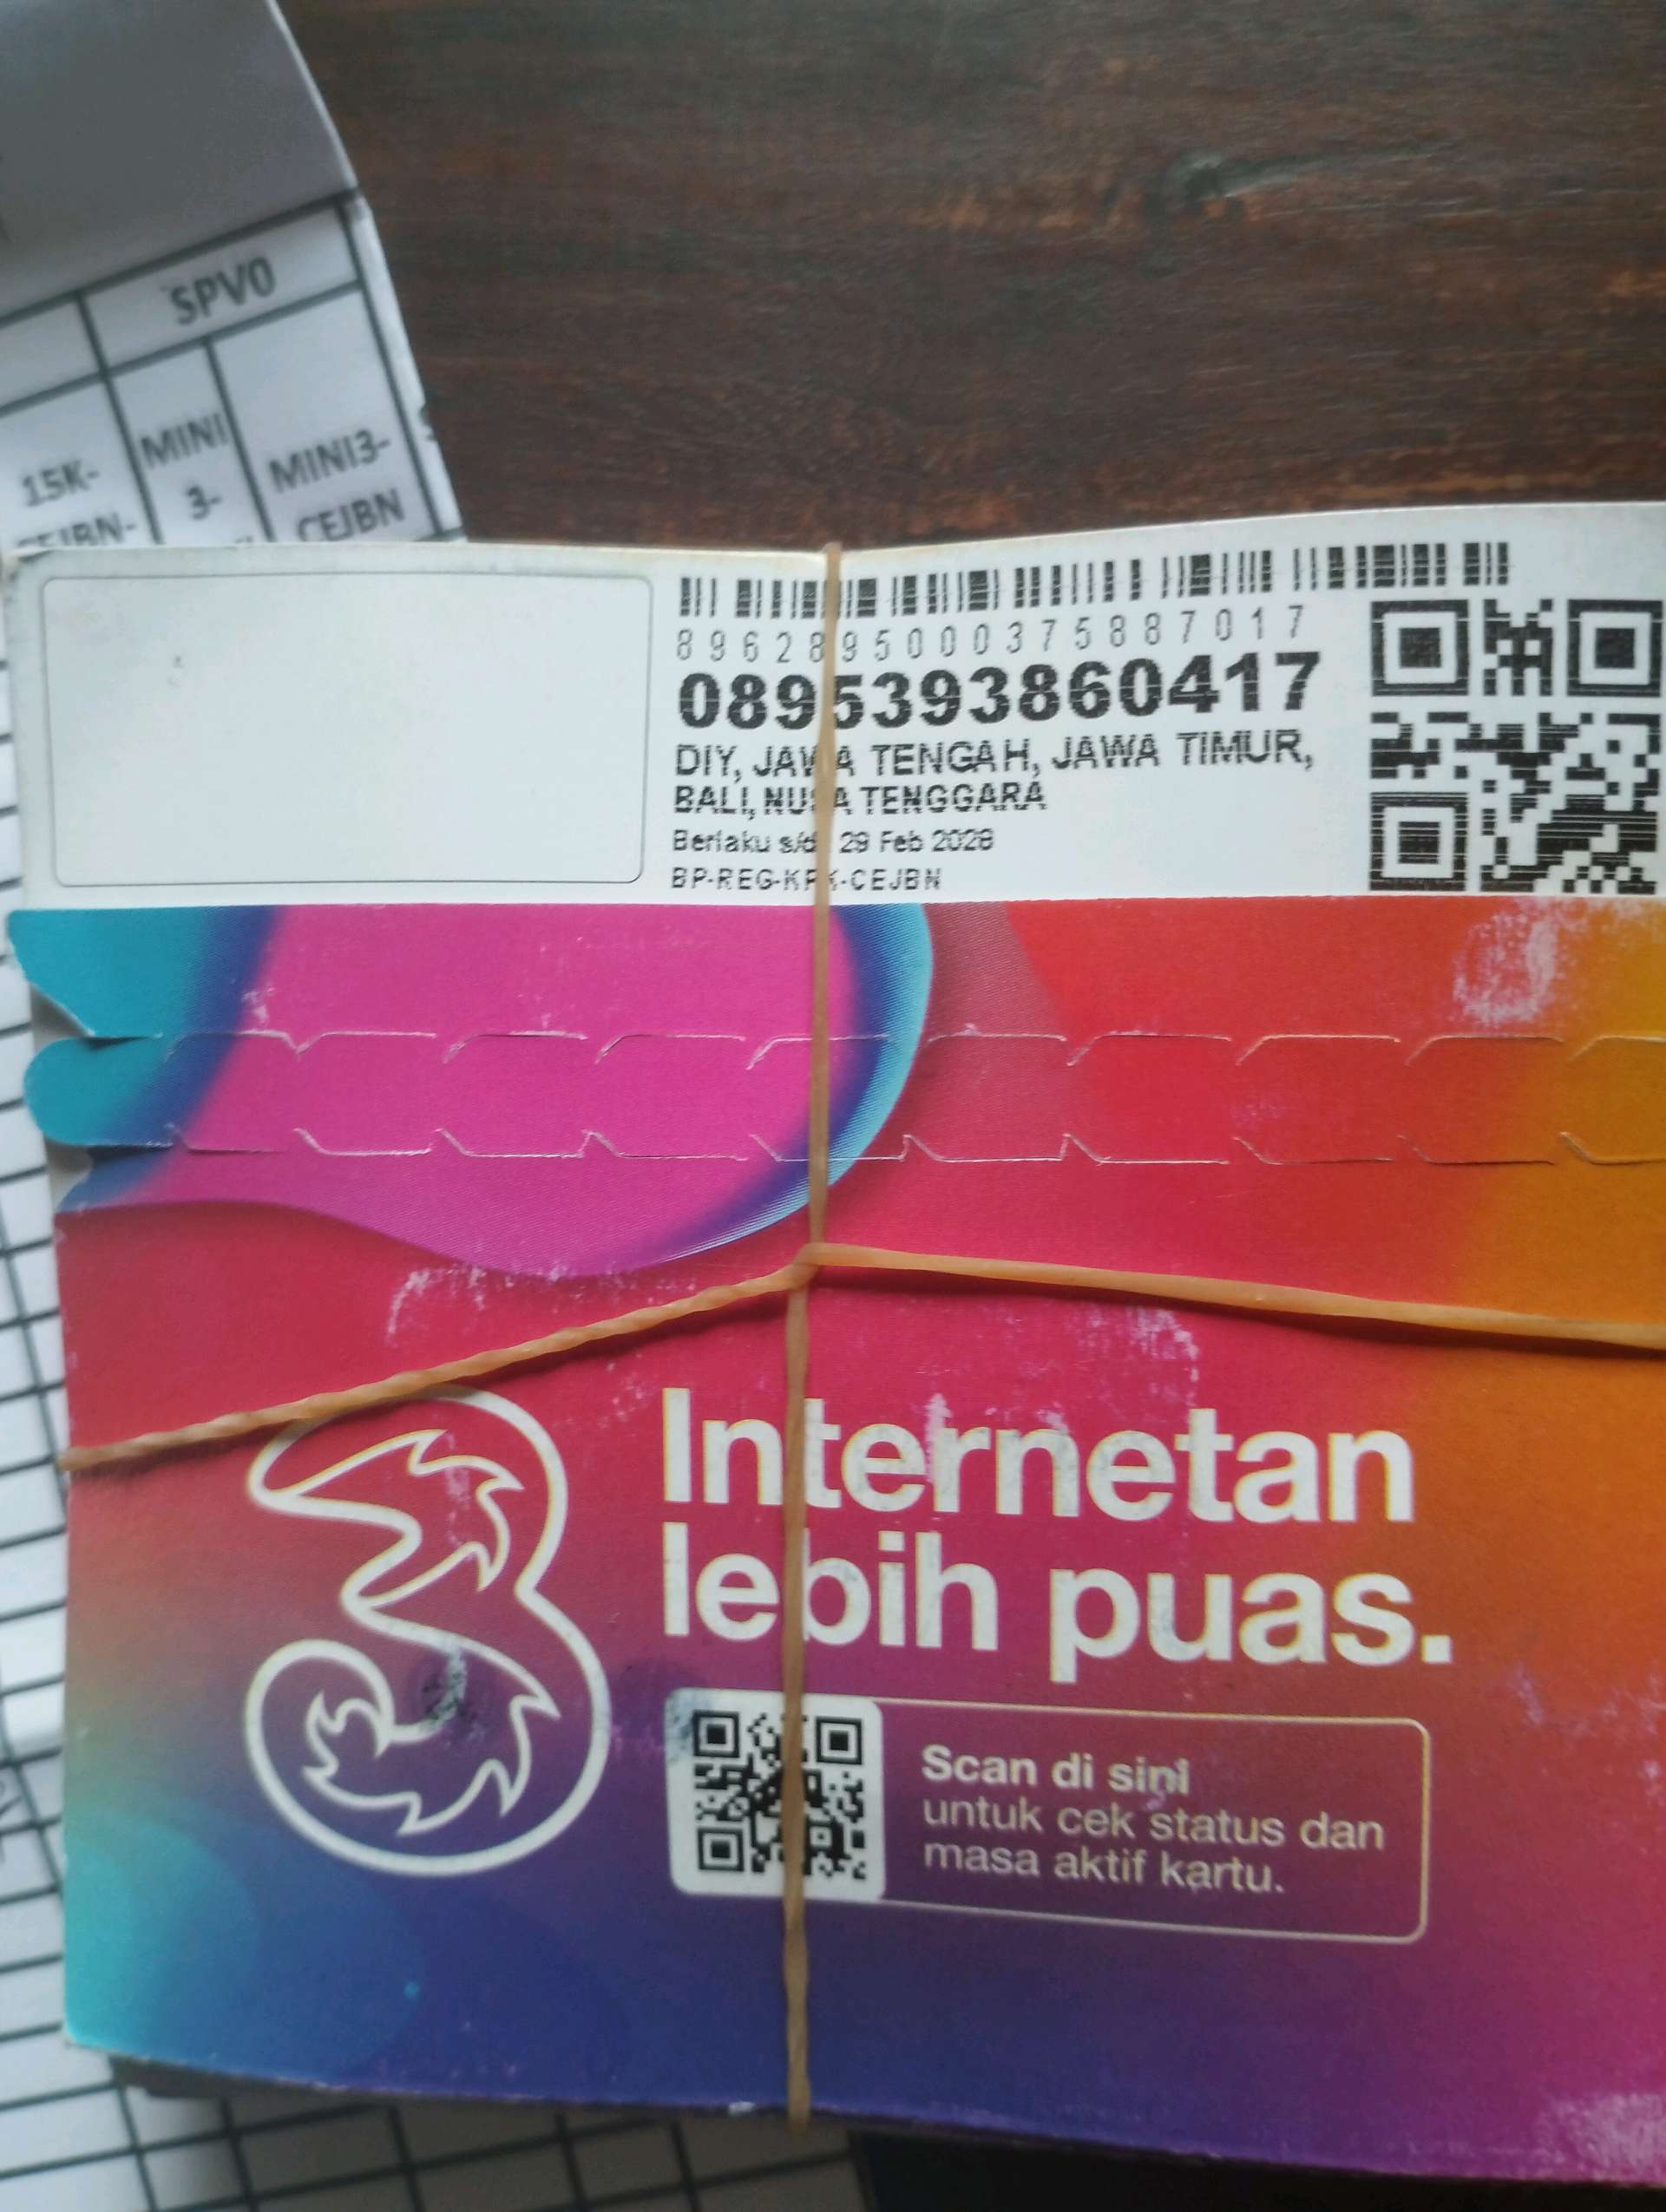 SPV0
15K-
MINI
3-
MINI3-
CEJBN
8962895000375887017
0895393860417
DIY, JAWA TENGAH, JAWA TIMUR,
BALI, NUSA TENGGARA
Berlaku s/d 29 Feb 2028
BP-REG-KPK-CEJBN
3
Internetan
lebih puas.
Scan di sini
untuk cek status dan
masa aktif kartu.